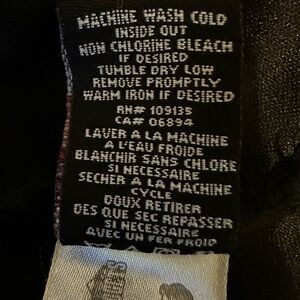 MACHINE WASH COLD
INSIDE OUT
NON CHLORINE BLEACH
IF DESIRED
TUMBLE DRY LOW
REMOVE PROMPTLY
WARM IRON IF DESIRED
RN# 109135
CA# 06894
LAVER A LA MACHINE
A L'EAU FROIDE
BLANCHIR SANS CHLORE
SI NECESSAIRE
SECHER A LA MACHINE
CYCLE
DOUX RETIRER
DES QUE SEC REPASSER
SI NECESSAIRE
AVEC UN FER FROID